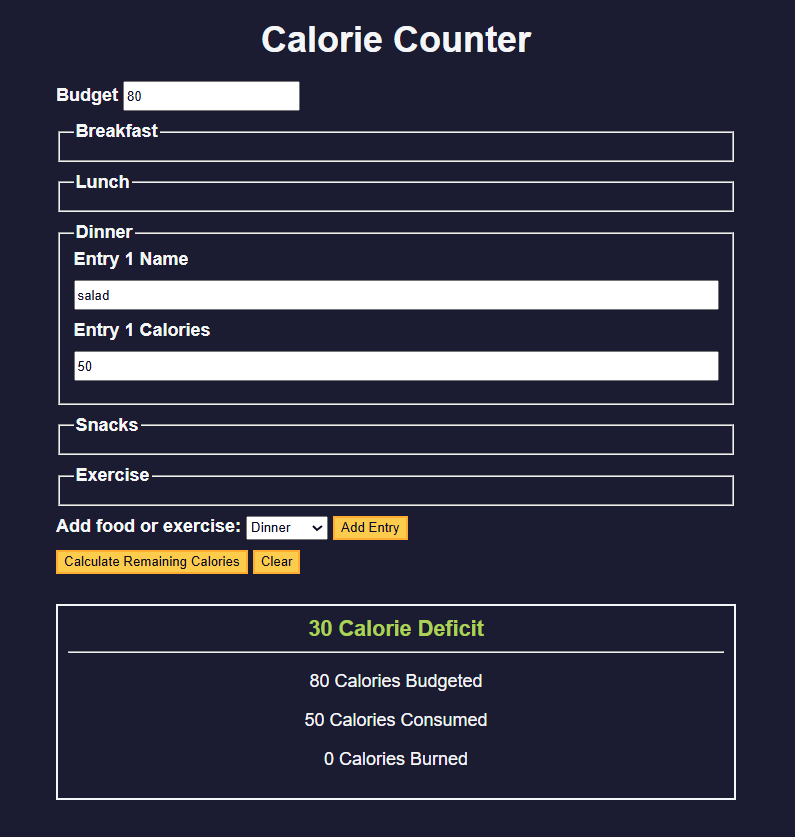 Calorie Counter
Budget 80
Breakfast
Lunch
Dinner
Entry 1 Name
salad
Entry 1 Calories
50
Snacks
Exercise
Add food or exercise: Dinner Add Entry
Calculate Remaining Calories Clear
30 Calorie Deficit
80 Calories Budgeted
50 Calories Consumed
0 Calories Burned